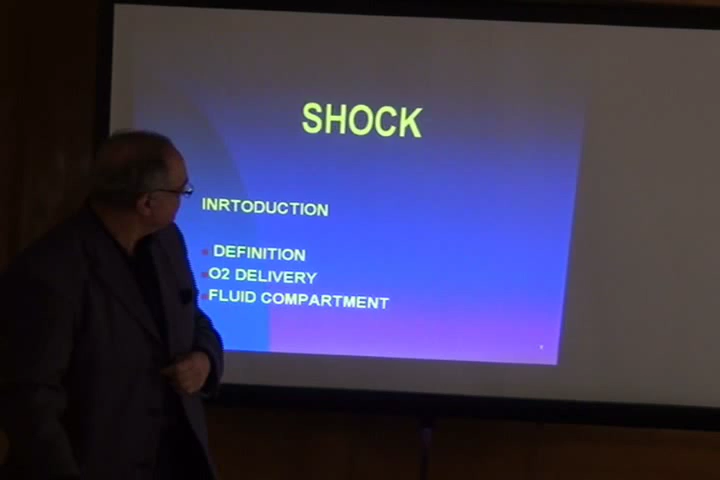 SHOCK
INRTODUCTION
DEFINITION
O2 DELIVERY
FLUID COMPARTMENT